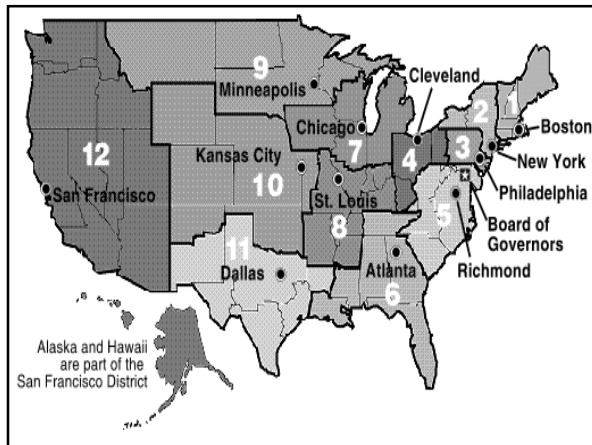 9
Minneapolis
Cleveland
2
1
Chicago
7
Boston
12
Kansas City
4
3
New York
10
San Francisco
St. Louis
Philadelphia
8
5
Board of
Governors
11
Dallas
Atlanta
Richmond
6
Alaska and Hawaii
are part of the
San Francisco District